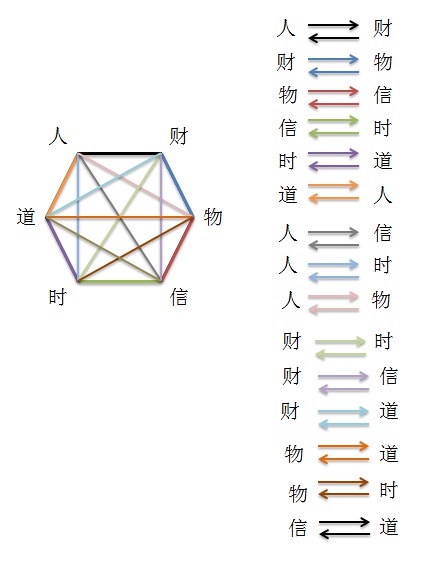 人 财
道 物
时 信
人 财
财 物
物 信
信 时
时 道
道 人
人 信
人 时
人 物
财 时
财 信
财 道
物 道
物 时
信 道